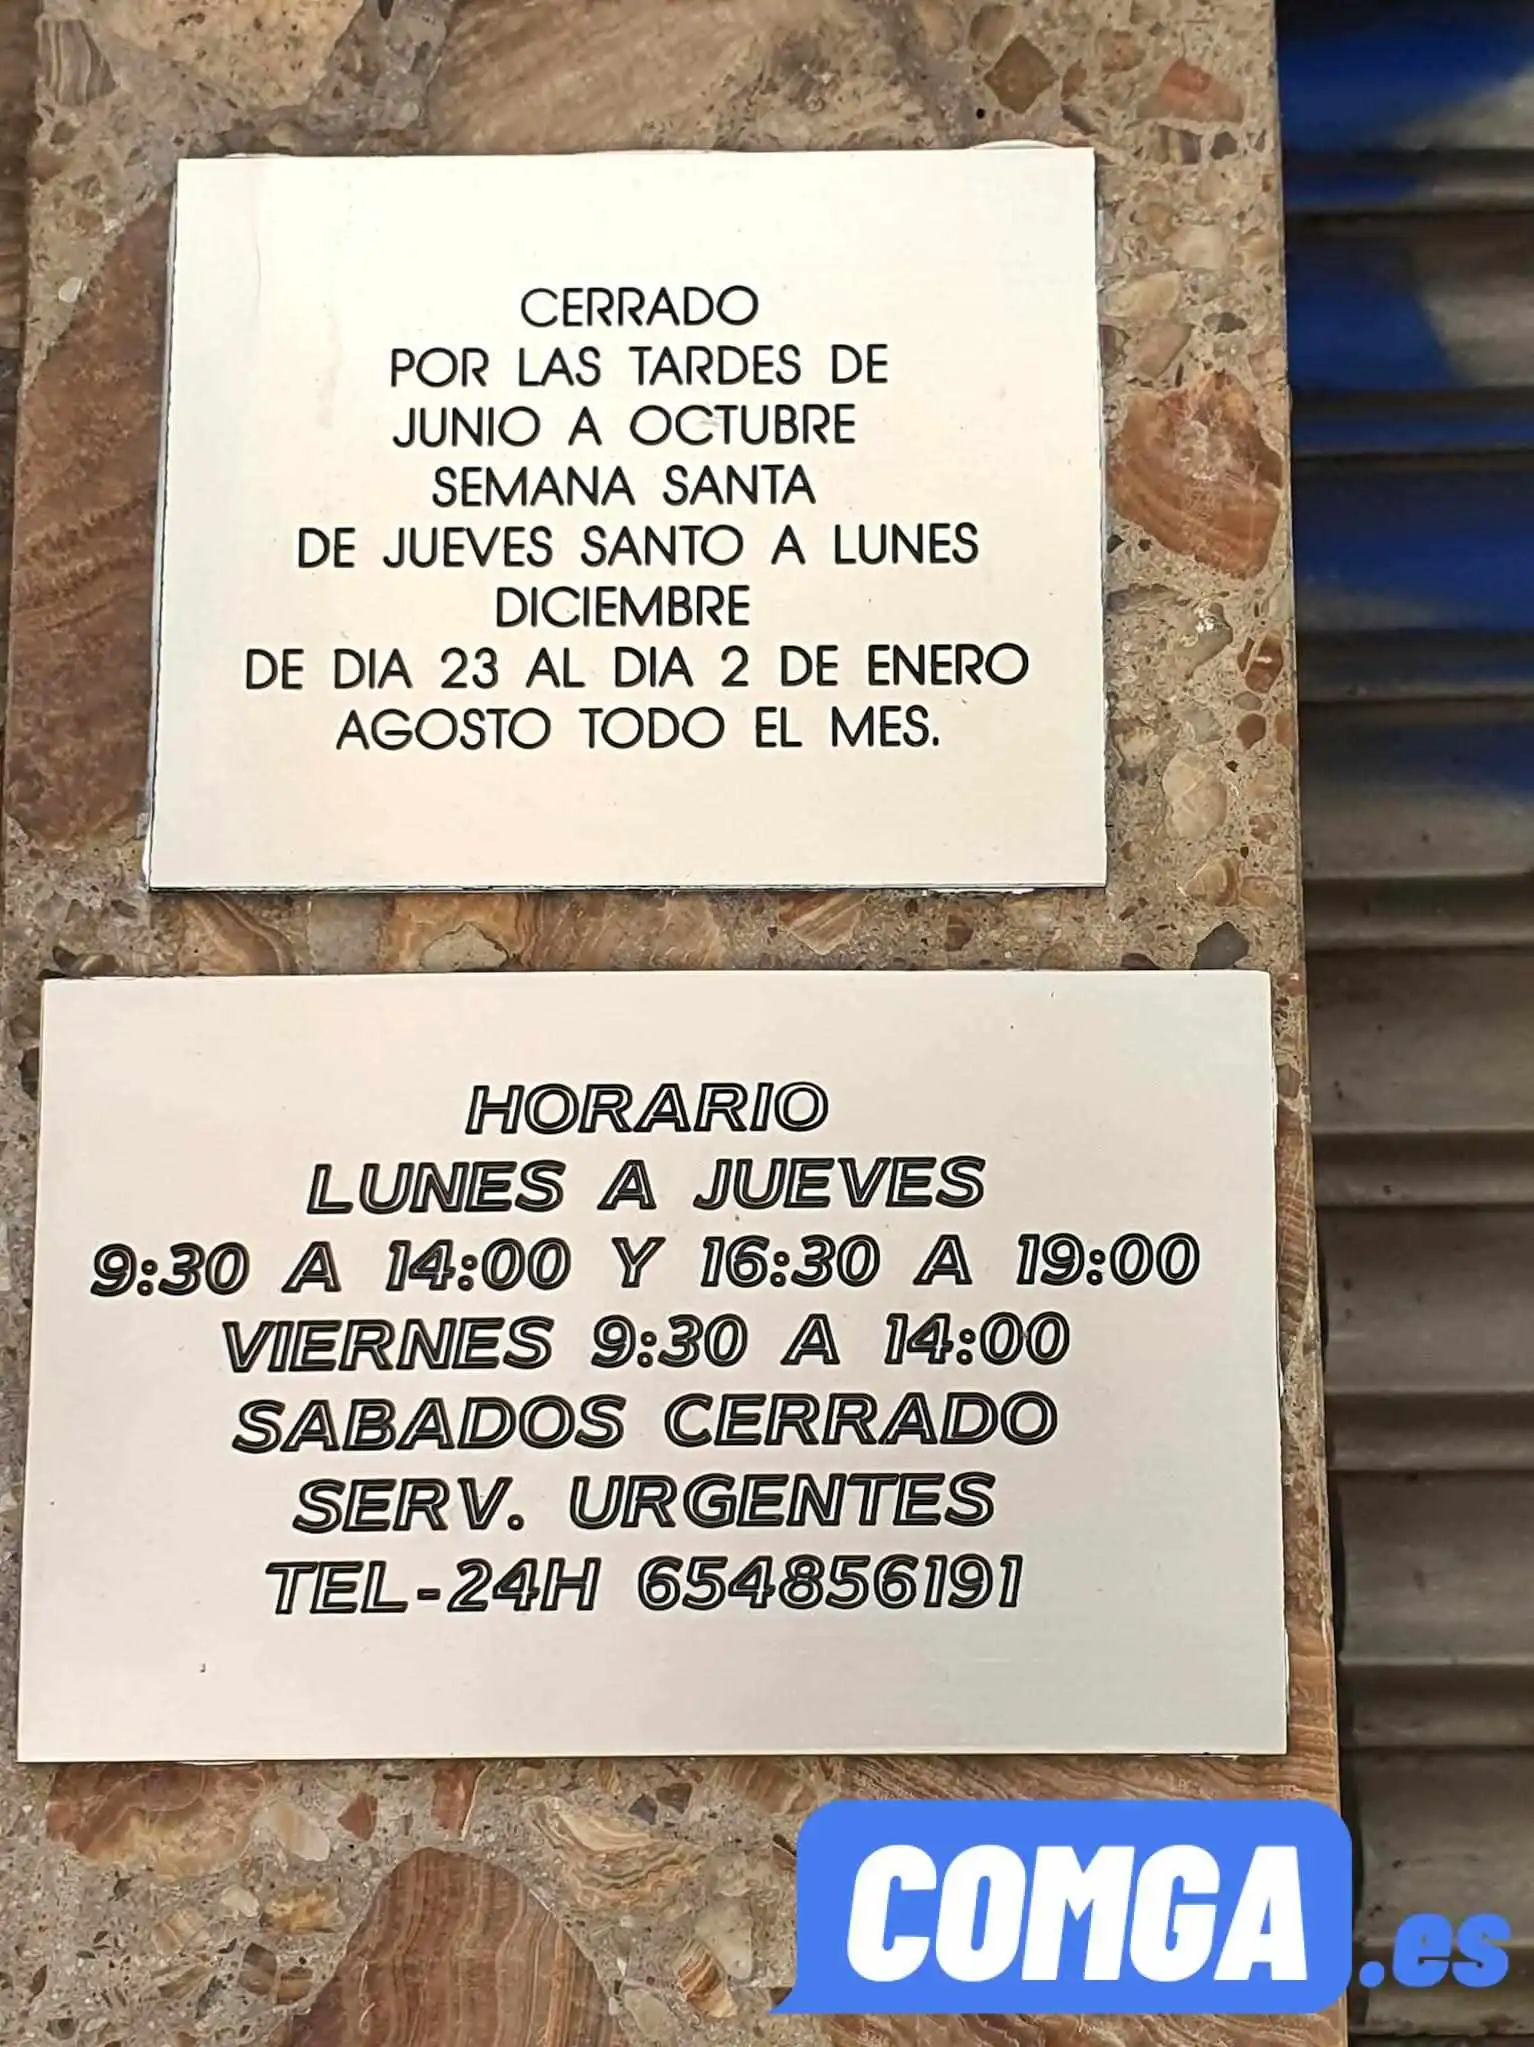 CERRADO
POR LAS TARDES DE
JUNIO A OCTUBRE
SEMANA SANTA
DE JUEVES SANTO A LUNES
DICIEMBRE
DE DIA 23 AL DIA 2 DE ENERO
AGOSTO TODO EL MES.
HORARIO
LUNES A JUEVES
9:30 A 14:00 Y 16:30 A 19:00
VIERNES 9:30 A 14:00
SABADOS CERRADO
SERV. URGENTES
TEL-24H 654856191
COMGA.es